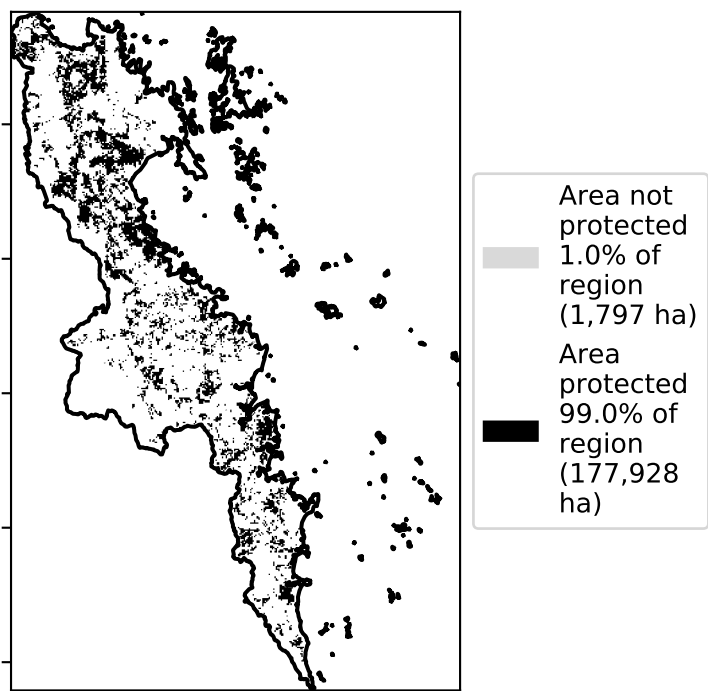 Area not
protected
1.0% of
region
(1,797 ha)
Area
protected
99.0% of
region
(177,928
ha)